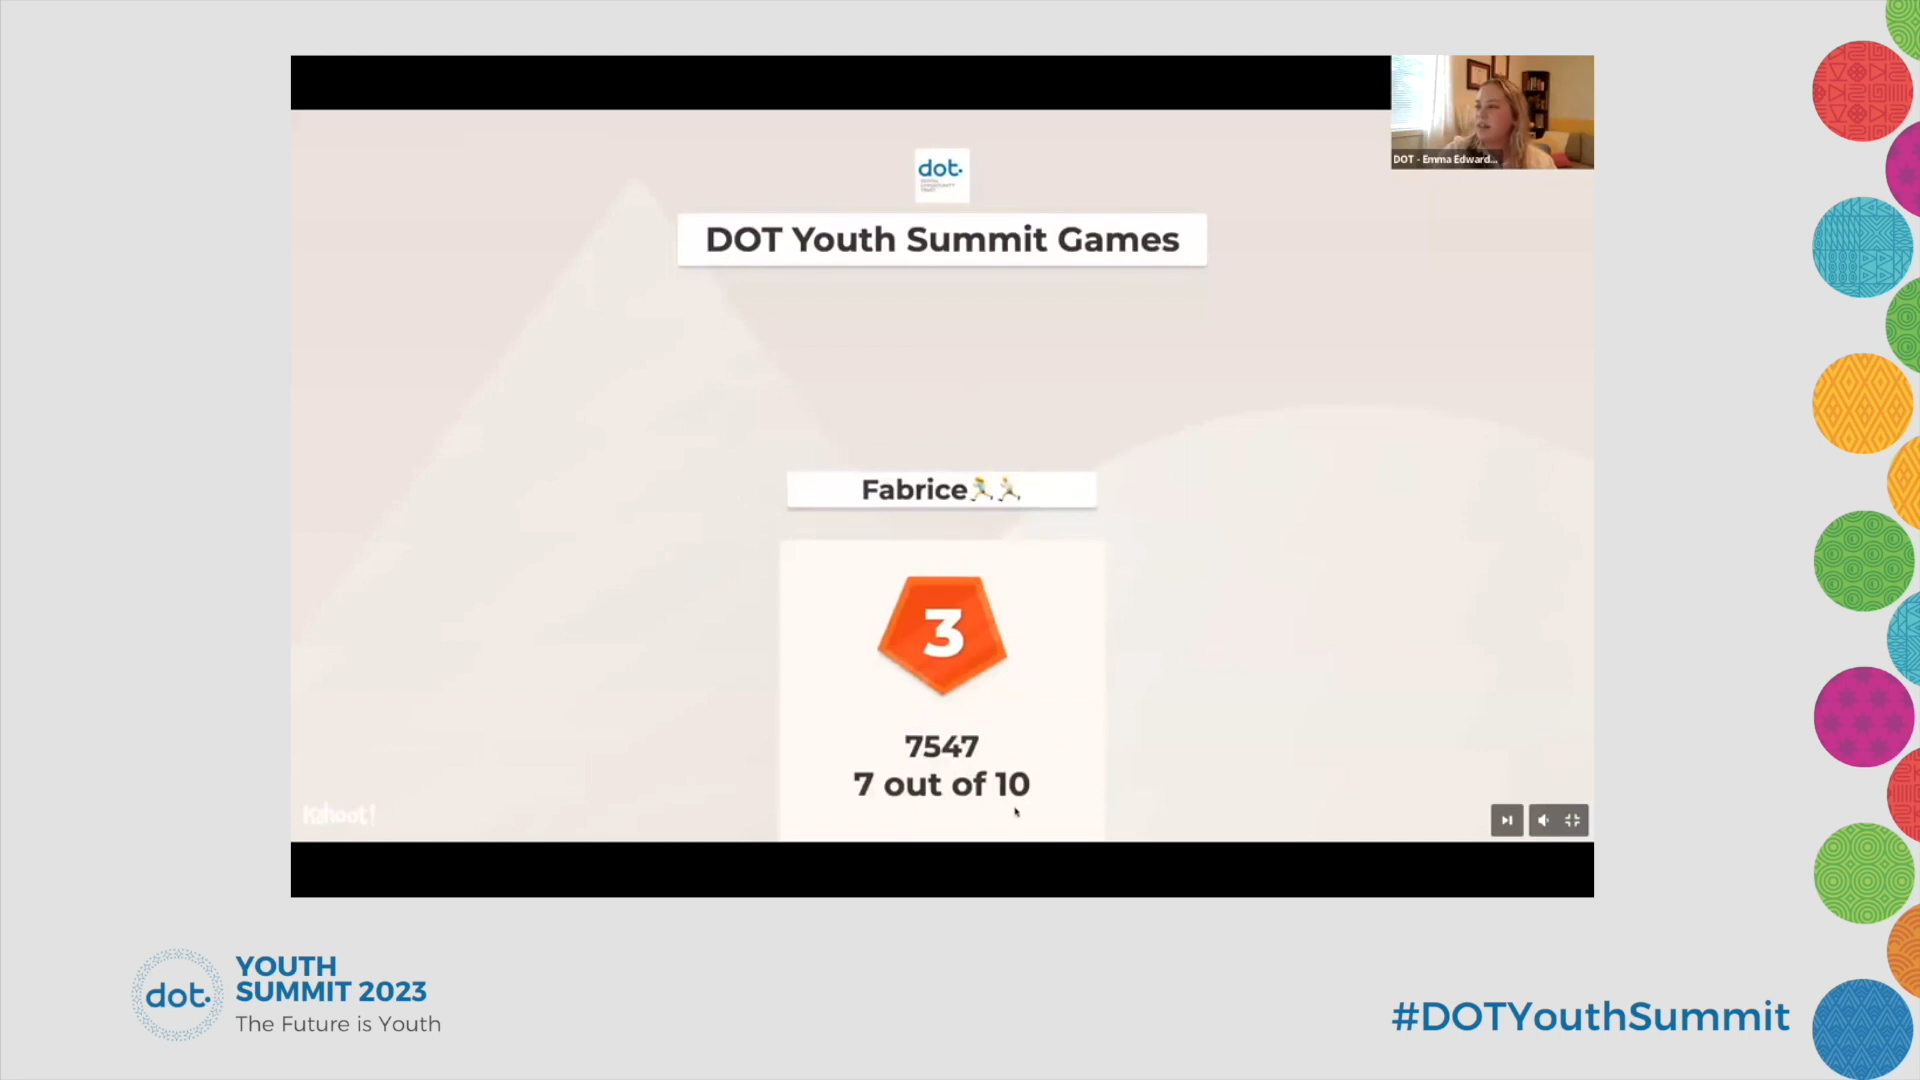 dot.
DOT Youth Summit Games
DOT - Emma Edward...
Fabrice🏃🏃
3
7547
7 out of 10
Kahoot!
dot.
YOUTH
SUMMIT 2023
The Future is Youth
#DOTYouthSummit